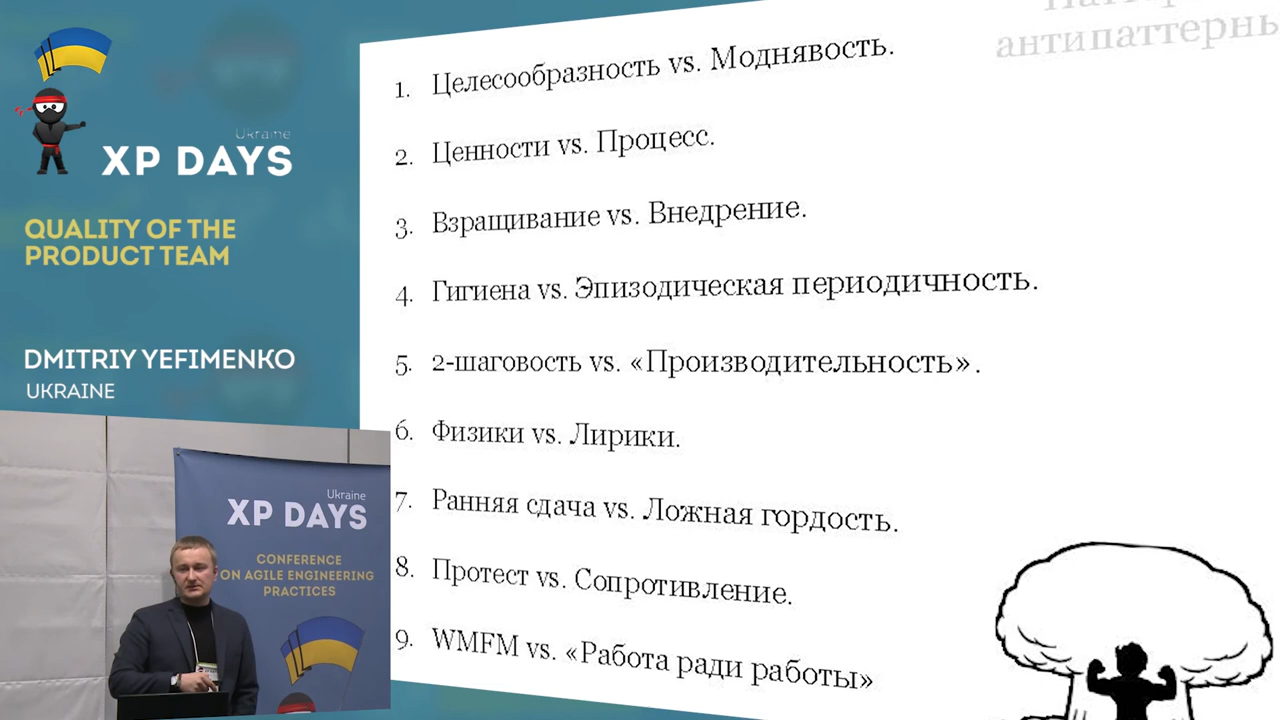 Ukraine
XP DAYS
QUALITY OF THE
PRODUCT TEAM
DMITRIY YEFIMENKO
UKRAINE
антипаттерны
1. Целесообразность vs. Моднявость.
2. Ценности vs. Процесс.
3. Взращивание vs. Внедрение.
4. Гигиена vs. Эпизодическая периодичность.
5. 2-шаговость vs. «Производительность».
6. Физики vs. Лирики.
7. Ранняя сдача vs. Ложная гордость.
8. Протест vs. Сопротивление.
9. WMFM vs. «Работа ради работы»
Ukraine
XP DAYS
CONFERENCE
ON AGILE ENGINEERING
PRACTICES